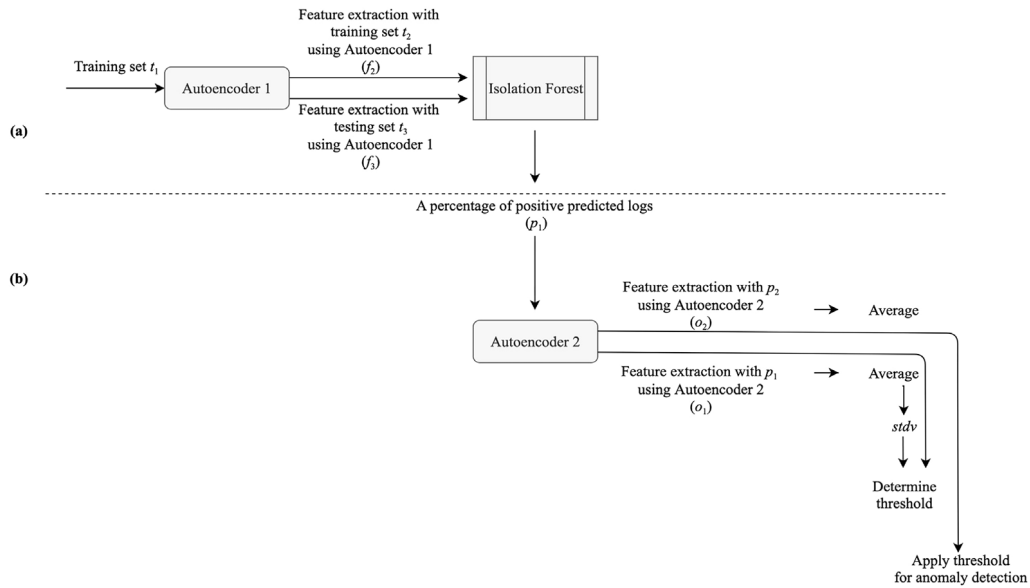 Feature extraction with
training set t₂
using Autoencoder 1
(f₂)
Training set t₁
Autoencoder 1
Isolation Forest
Feature extraction with
testing set t₃
using Autoencoder 1
(f₃)
(a)
A percentage of positive predicted logs
(p₁)
(b)
Feature extraction with p₂
using Autoencoder 2
(o₂)
Average
Autoencoder 2
Feature extraction with p₁
using Autoencoder 2
(o₁)
Average
stdv
Determine
threshold
Apply threshold
for anomaly detection